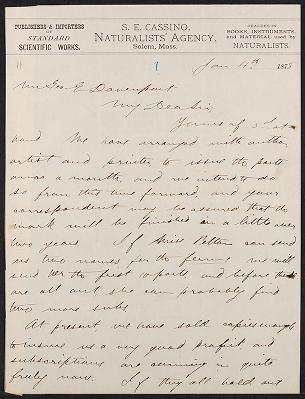 PUBLISHERS & IMPORTERS
OF
STANDARD
SCIENTIFIC WORKS.
S. E. CASSINO,
NATURALISTS' AGENCY,
Salem, Mass.
DEALERS IN
BOOKS, INSTRUMENTS,
and MATERIAL used by
NATURALISTS.
Jan 4th 1878
Mr Geo E Davenport
My Dear Sir
Yours of 3d at
hand. We have arranged with author
artist and printer to issue the parts
once a month, and we intend to do
so from this time forward and your
correspondent may be assured that the
work will be finished in a little over
two years. If Miss Patton can send
us two names for the ferns we will
send her the first parts and before these
are all out she can probably find
two more subs.
At present we have sold copies enough
to insure us a very good profit and
subscriptions are coming in quite
freely now. If they all hold out